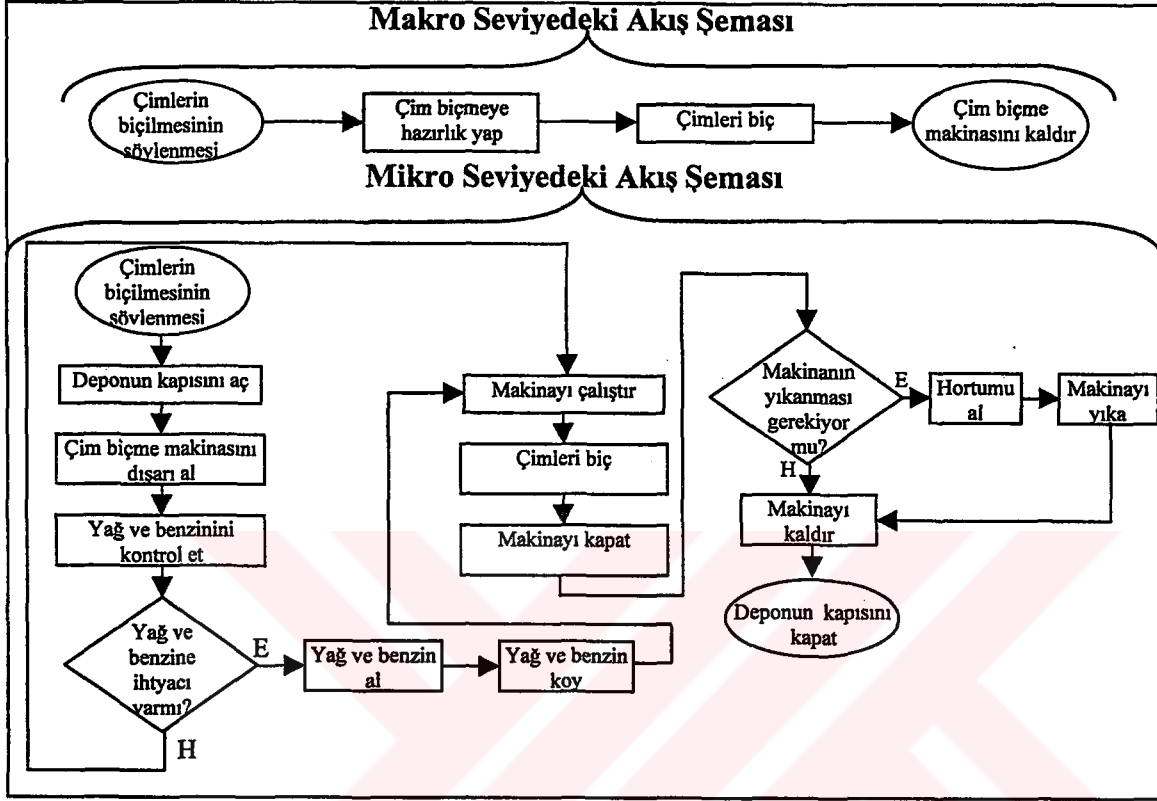 Makro Seviyedeki Akış Şeması
Çimlerin
biçilmesinin
söylenmesi
Çim biçmeye
hazırlık yap
Çimleri biç
Çim biçme
makinasını kaldır
Mikro Seviyedeki Akış Şeması
Çimlerin
biçilmesinin
söylenmesi
Deponun kapısını aç
Çim biçme makinasını
dışarı al
Yağ ve benzinini
kontrol et
Yağ ve
benzine
ihtyacı
varmı?
E
H
Yağ ve benzin
al
Yağ ve benzin
koy
Makinayı çalıştır
Çimleri biç
Makinayı kapat
Makinanın
yıkanması
gerekiyor
mu?
E
H
Hortumu
al
Makinayı
yıka
Makinayı
kaldır
Deponun kapısını
kapat